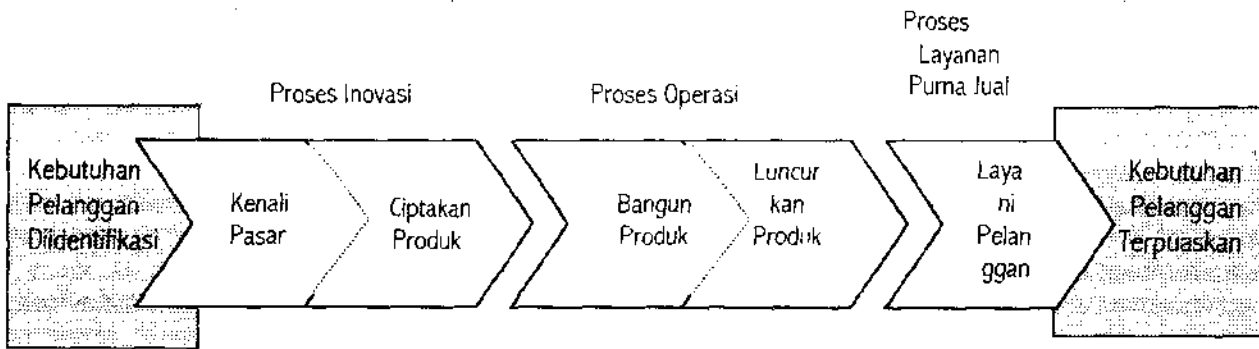 Proses
Layanan
Purna Jual
Proses Inovasi
Proses Operasi
Kebutuhan
Pelanggan
Diidentifikasi
Kenali
Pasar
Ciptakan
Produk
Bangun
Produk
Luncur
kan
Produk
Laya
ni
Pelan
ggan
Kebutuhan
Pelanggan
Terpuaskan